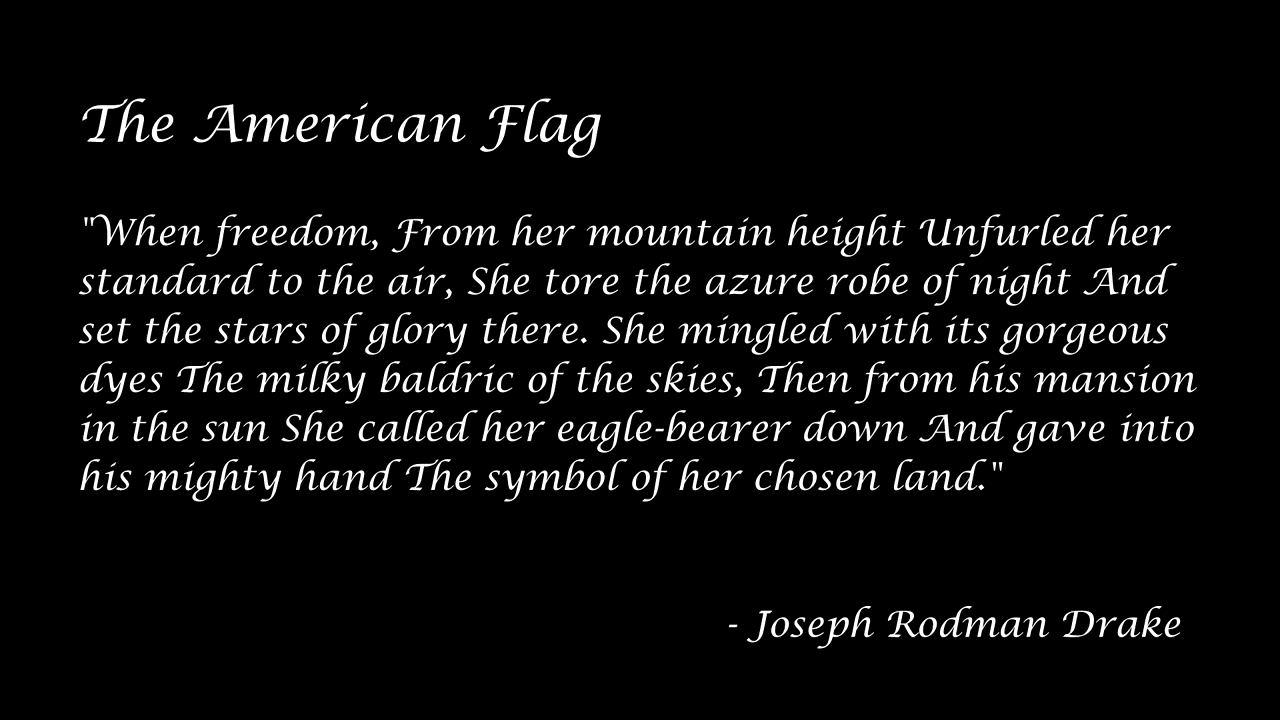 The American Flag
"When freedom, From her mountain height Unfurled her
standard to the air, She tore the azure robe of night And
set the stars of glory there. She mingled with its gorgeous
dyes The milky baldric of the skies, Then from his mansion
in the sun She called her eagle-bearer down And gave into
his mighty hand The symbol of her chosen land."
- Joseph Rodman Drake